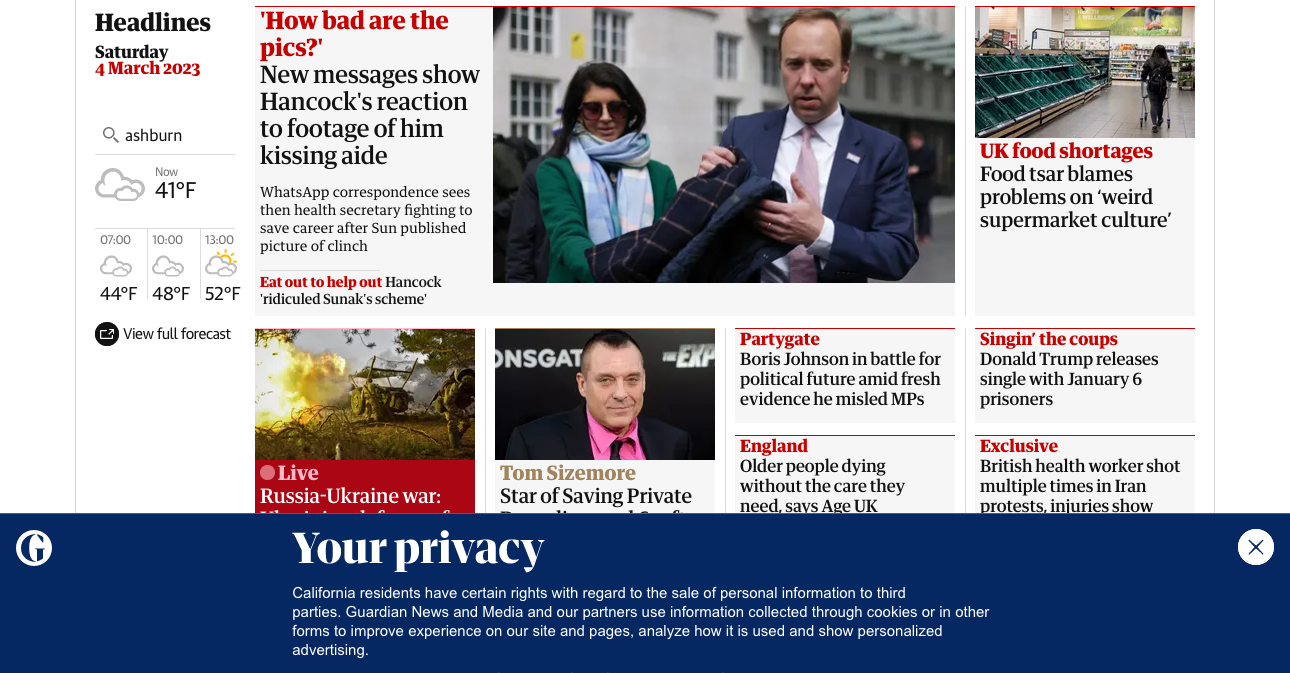 Headlines
Saturday
4 March 2023
ashburn
Now
41°F
07:00
10:00
13:00
44°F
48°F
52°F
View full forecast
'How bad are the
pics?'
New messages show
Hancock's reaction
to footage of him
kissing aide
WhatsApp correspondence sees
then health secretary fighting to
save career after Sun published
picture of clinch
Eat out to help out Hancock
'ridiculed Sunak's scheme'
UK food shortages
Food tsar blames
problems on ‘weird
supermarket culture’
Live
Russia-Ukraine war:
ONSGAT
THE EXP
Tom Sizemore
Star of Saving Private
Partygate
Boris Johnson in battle for
political future amid fresh
evidence he misled MPs
England
Older people dying
without the care they
need, says Age UK
Singin’ the coups
Donald Trump releases
single with January 6
prisoners
Exclusive
British health worker shot
multiple times in Iran
protests, injuries show
Your privacy
California residents have certain rights with regard to the sale of personal information to third
parties. Guardian News and Media and our partners use information collected through cookies or in other
forms to improve experience on our site and pages, analyze how it is used and show personalized
advertising.